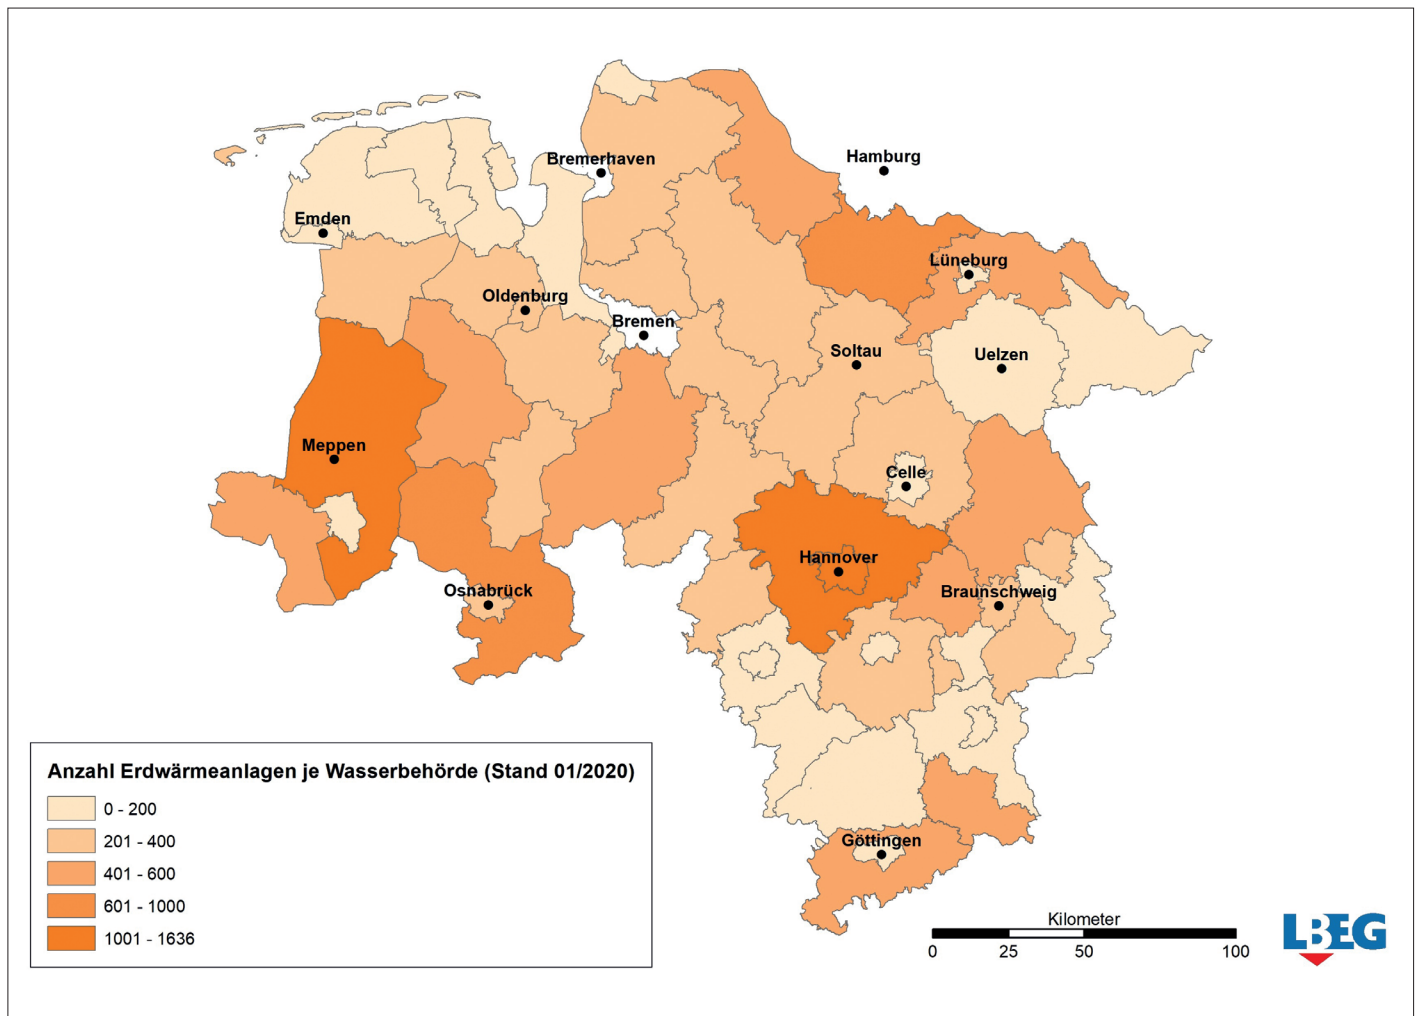 Bremerhaven
Hamburg
Emden
Lüneburg
Oldenburg
Bremen
Soltau
Uelzen
Meppen
Celle
Hannover
Osnabrück
Braunschweig
Göttingen
Anzahl Erdwärmeanlagen je Wasserbehörde (Stand 01/2020)
0 - 200
201 - 400
401 - 600
601 - 1000
1001 - 1636
Kilometer
0 25 50 100
LBEG